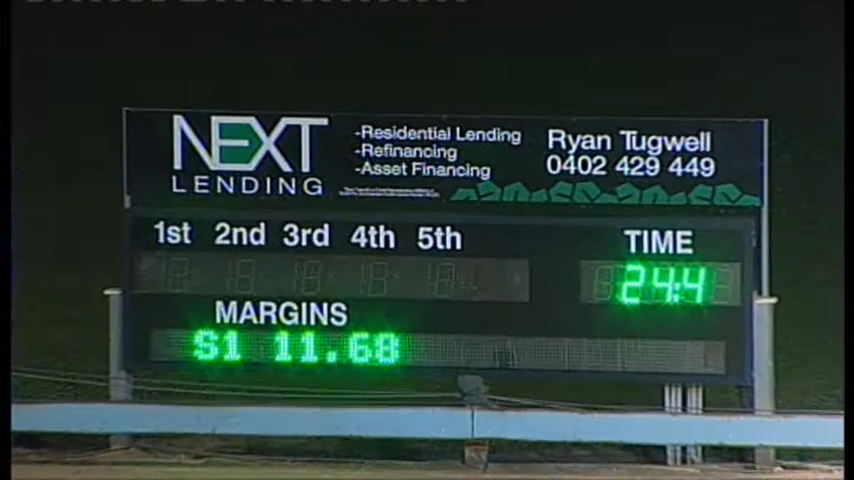 NEXT
LENDING
-Residential Lending
-Refinancing
-Asset Financing
Ryan Tugwell
0402 429 449
1st 2nd 3rd 4th 5th
TIME
24:4
MARGINS
S1 11.68